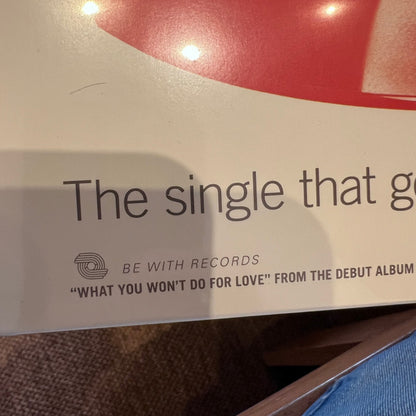 The single that
BE WITH RECORDS
"WHAT YOU WON'T DO FOR LOVE" FROM THE DEBUT ALBUM